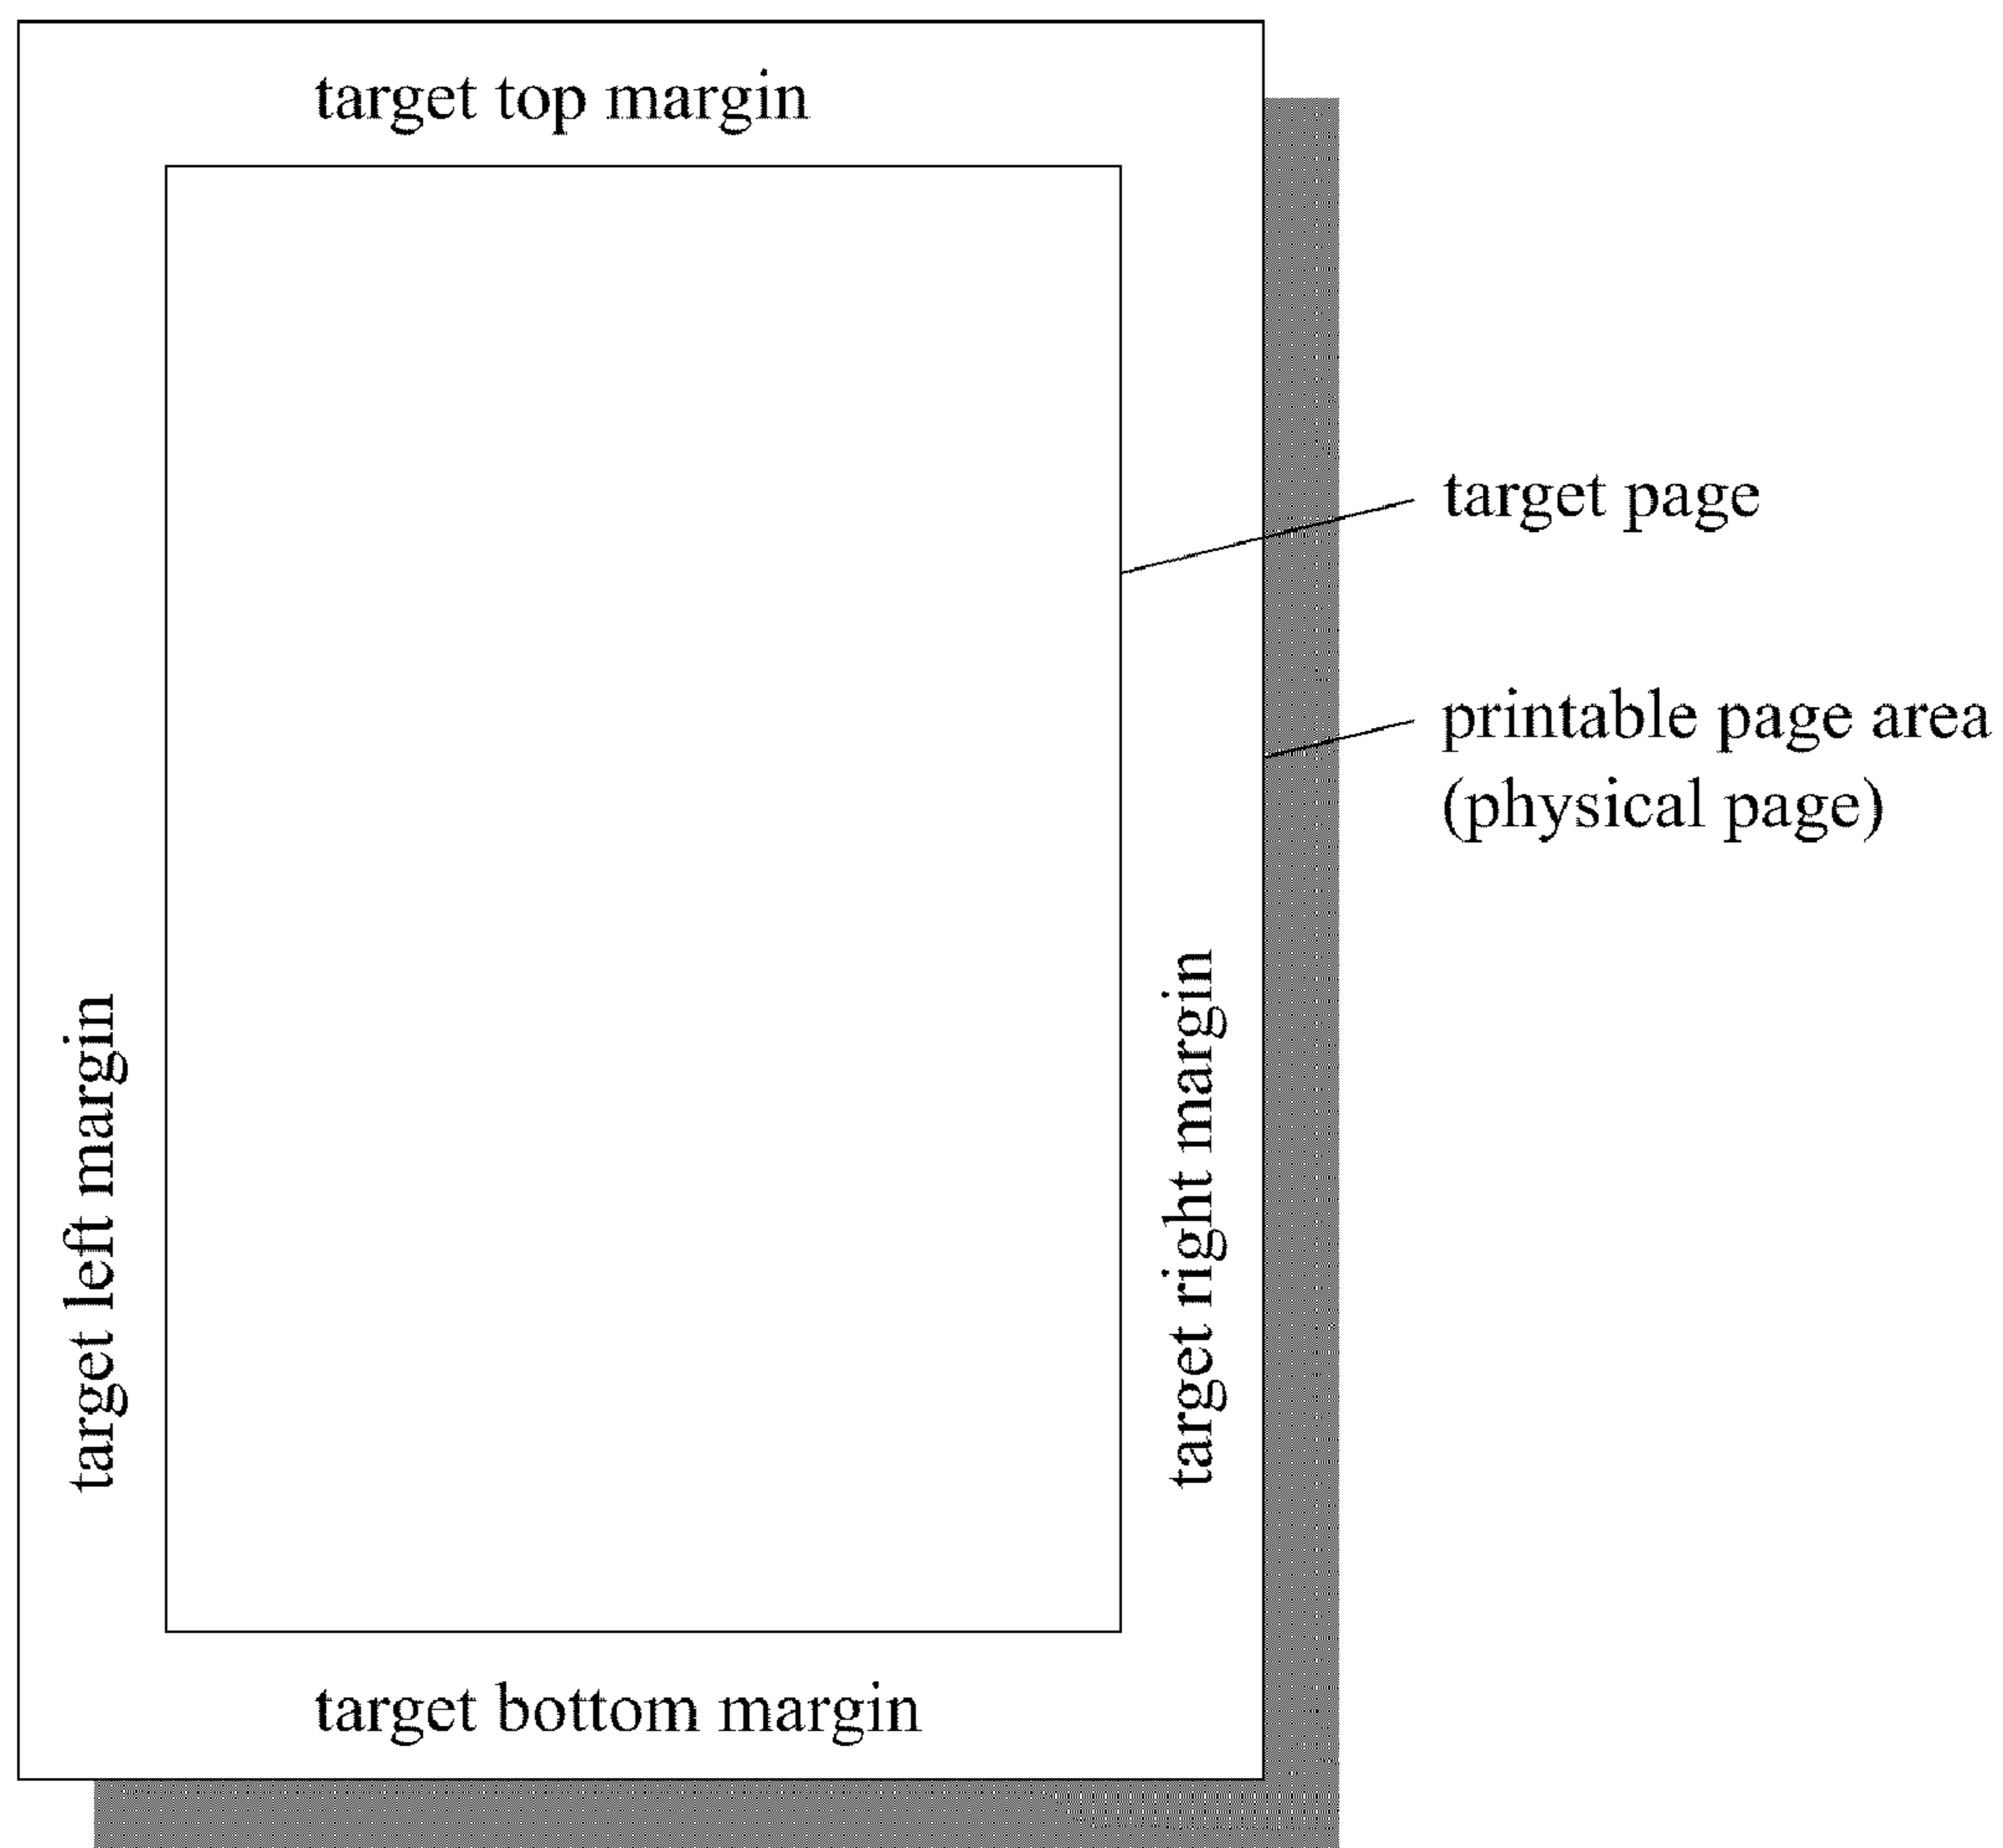 target top margin
target page
printable page area
(physical page)
target left margin
target right margin
target bottom margin